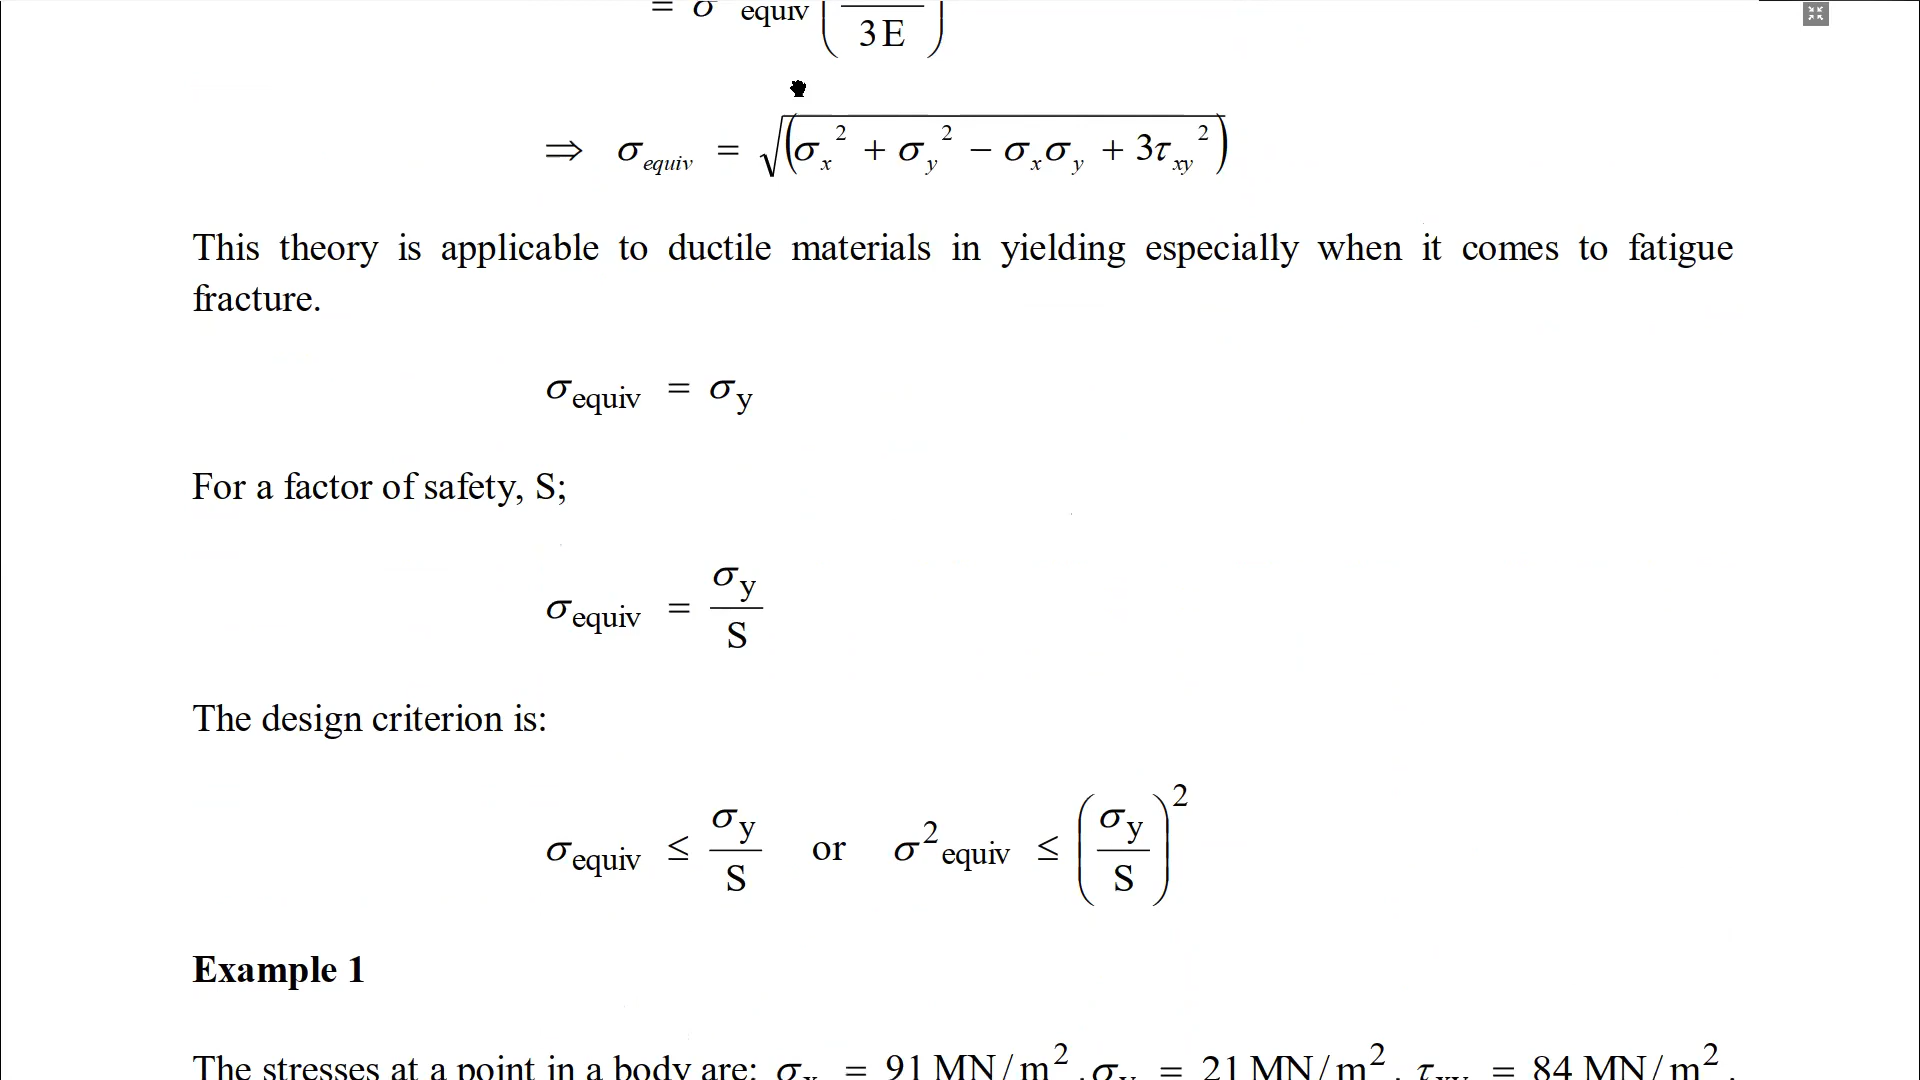 = σ equiv ( 3E )
⇒ σ_equiv = √(σ_x² + σ_y² − σ_xσ_y + 3τ_xy²)
This theory is applicable to ductile materials in yielding especially when it comes to fatigue
fracture.
σ_equiv = σ_y
For a factor of safety, S;
σ_equiv = σ_y / S
The design criterion is:
σ_equiv ≤ σ_y / S or σ²_equiv ≤ (σ_y / S)²
Example 1
The stresses at a point in a body are: σ_x = 91 MN/m², σ_y = 21 MN/m², τ_xy = 84 MN/m².